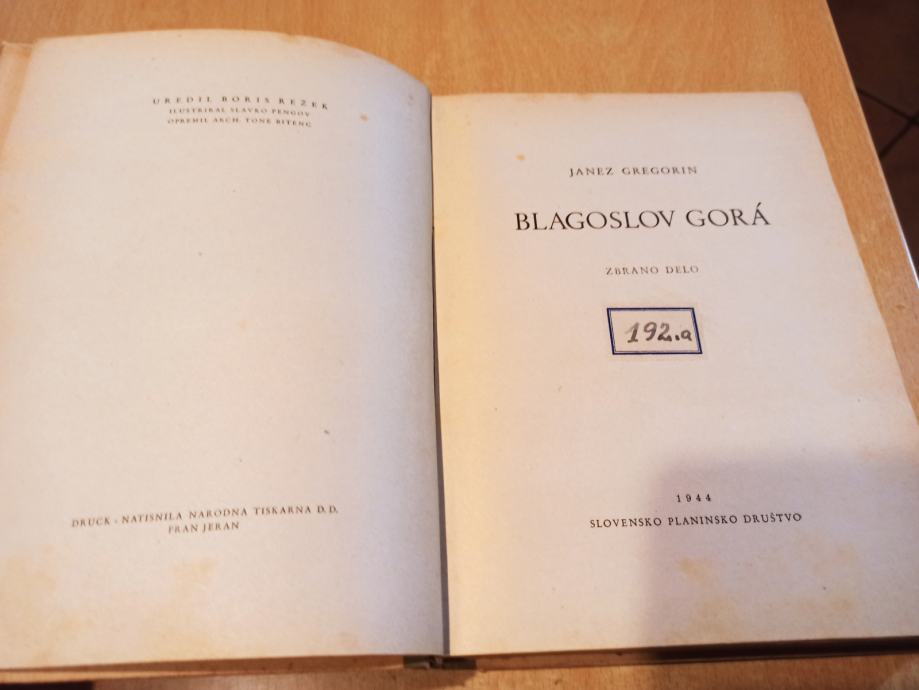 UREDIL BORIS REŽEK
ILUSTRIRAL SLAVKO PENGOV
OPREMIL ARCH. TONE BITENC
DRUCK - NATISNILA NARODNA TISKARNA D. D.
FRAN JERAN
JANEZ GREGORIN
BLAGOSLOV GORÁ
ZBRANO DELO
192.a
1944
SLOVENSKO PLANINSKO DRUŠTVO